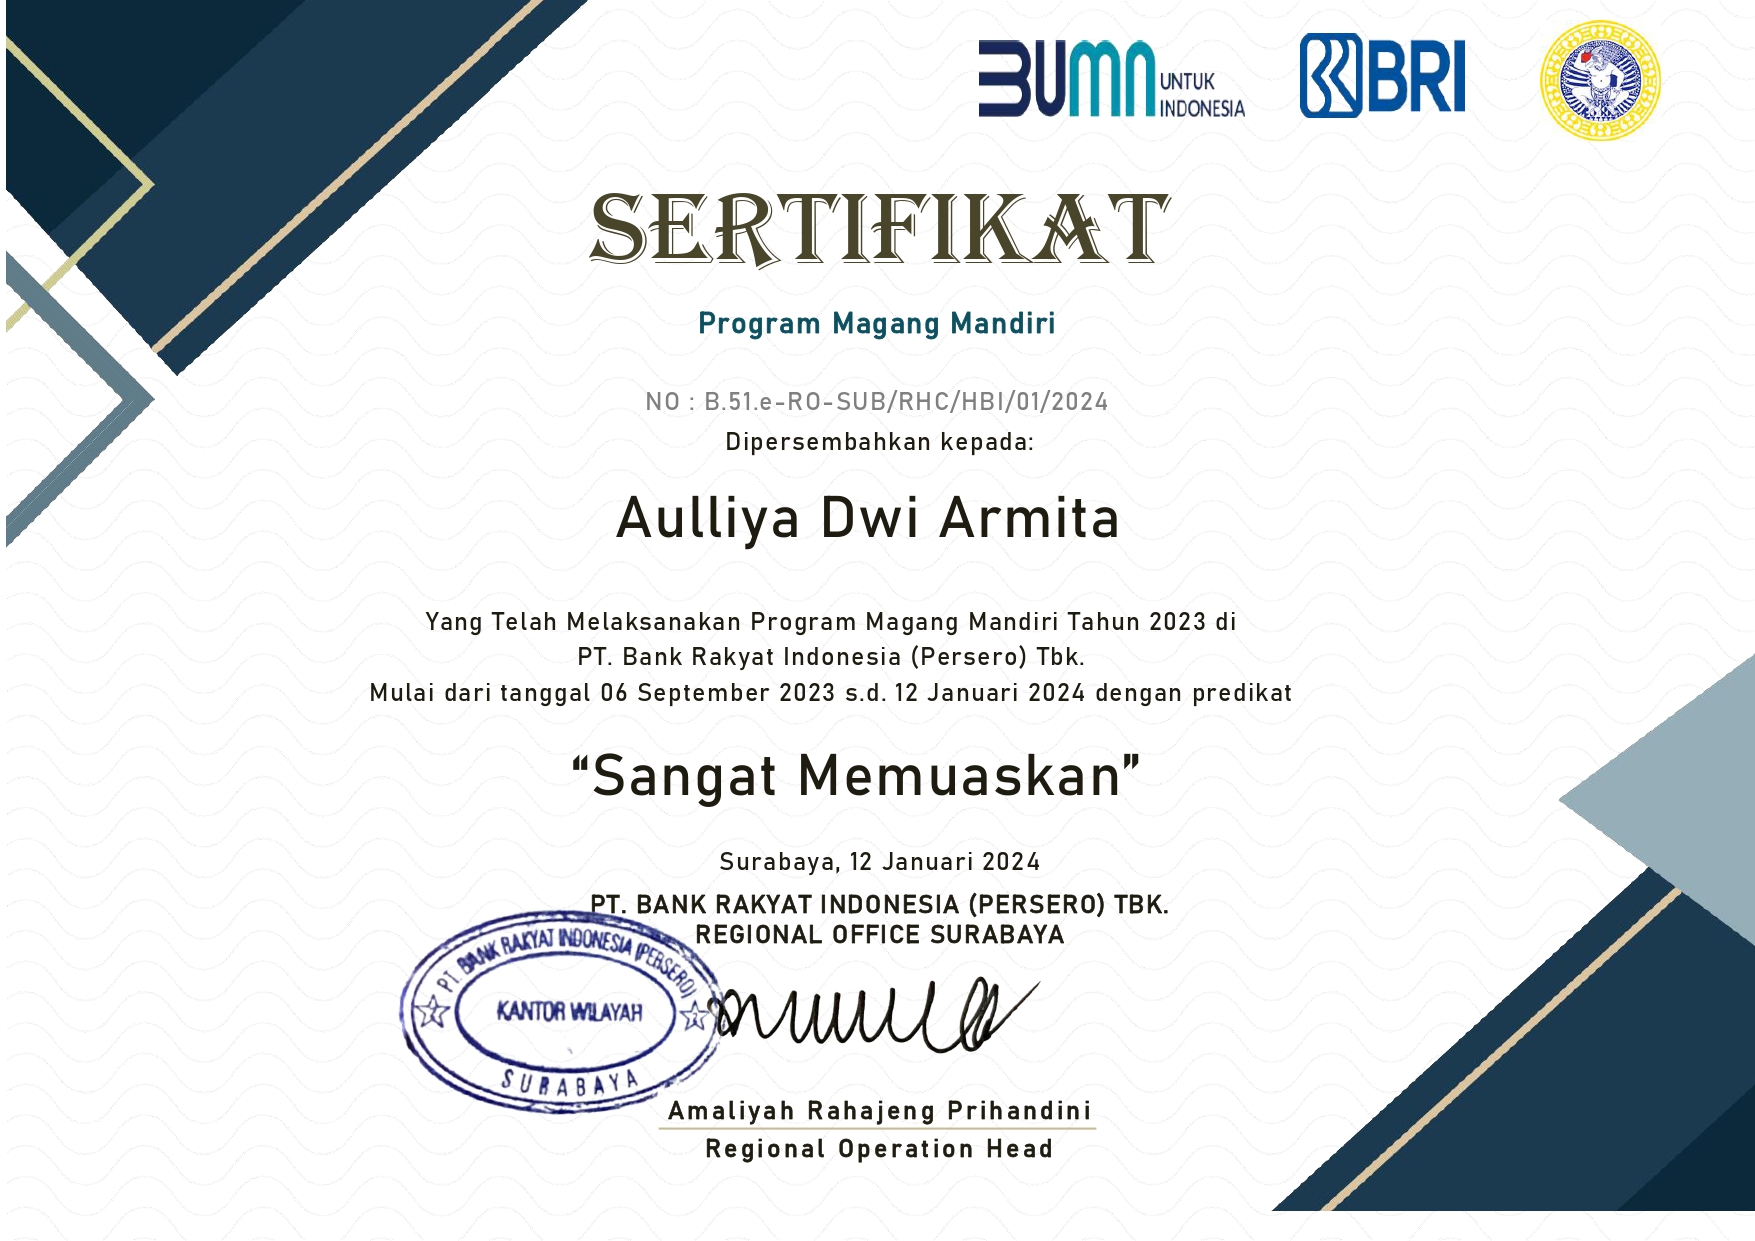 BUMN UNTUK INDONESIA
BRI
SERTIFIKAT
Program Magang Mandiri
NO : B.51.e-RO-SUB/RHC/HBI/01/2024
Dipersembahkan kepada:
Aulliya Dwi Armita
Yang Telah Melaksanakan Program Magang Mandiri Tahun 2023 di
PT. Bank Rakyat Indonesia (Persero) Tbk.
Mulai dari tanggal 06 September 2023 s.d. 12 Januari 2024 dengan predikat
“Sangat Memuaskan”
Surabaya, 12 Januari 2024
PT. BANK RAKYAT INDONESIA (PERSERO) TBK.
REGIONAL OFFICE SURABAYA
PT. BANK RAKYAT INDONESIA (PERSERO)
KANTOR WILAYAH
SURABAYA
Amaliyah Rahajeng Prihandini
Regional Operation Head